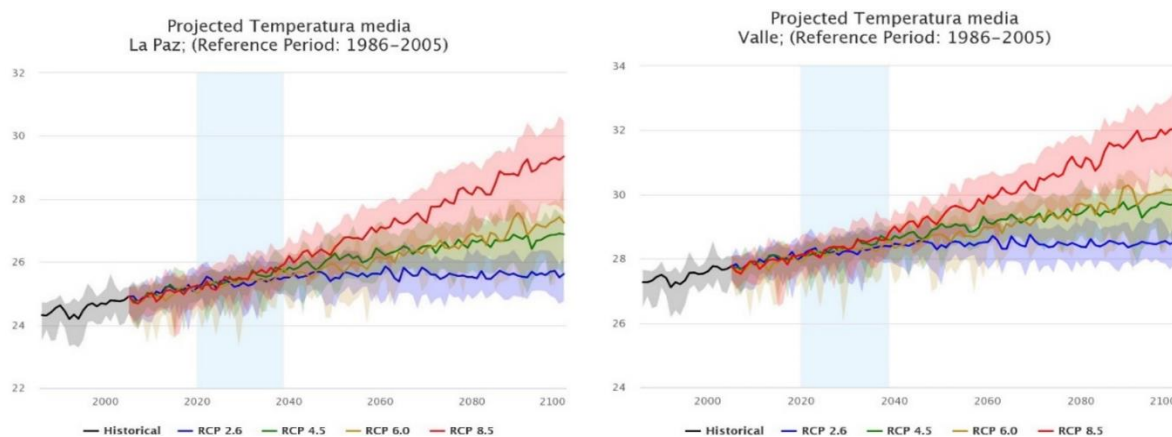 Projected Temperatura media
La Paz; (Reference Period: 1986-2005)
32
30
28
26
24
22
2000
2020
2040
2060
2080
2100
Historical
RCP 2.6
RCP 4.5
RCP 6.0
RCP 8.5
Projected Temperatura media
Valle; (Reference Period: 1986-2005)
34
32
30
28
26
24
2000
2020
2040
2060
2080
2100
Historical
RCP 2.6
RCP 4.5
RCP 6.0
RCP 8.5